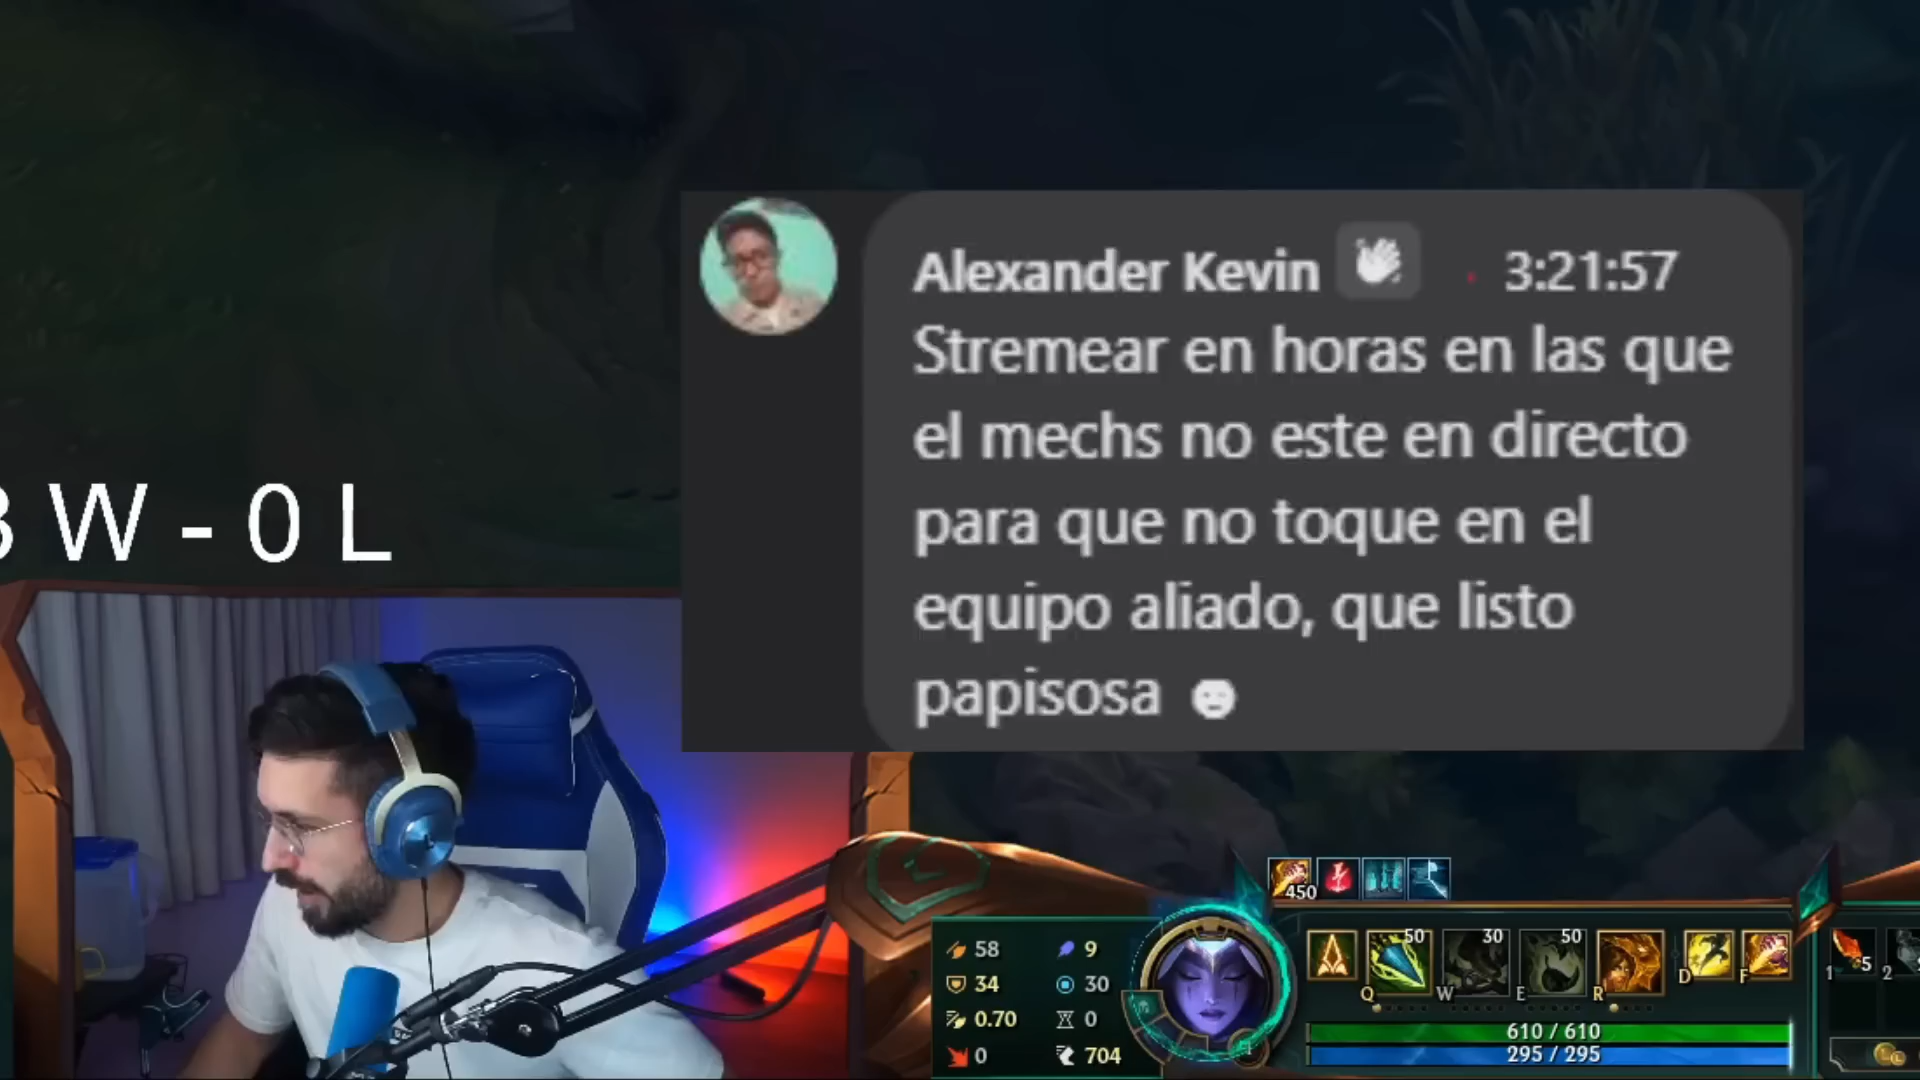 Alexander Kevin 3:21:57
Stremear en horas en las que
el mechs no este en directo
para que no toque en el
equipo aliado, que listo
papisosa
W - 0 L
450
58 9
34 30
0.70 0
0 704
50 30 50
Q W E R D F
610 / 610
295 / 295
1 5 2